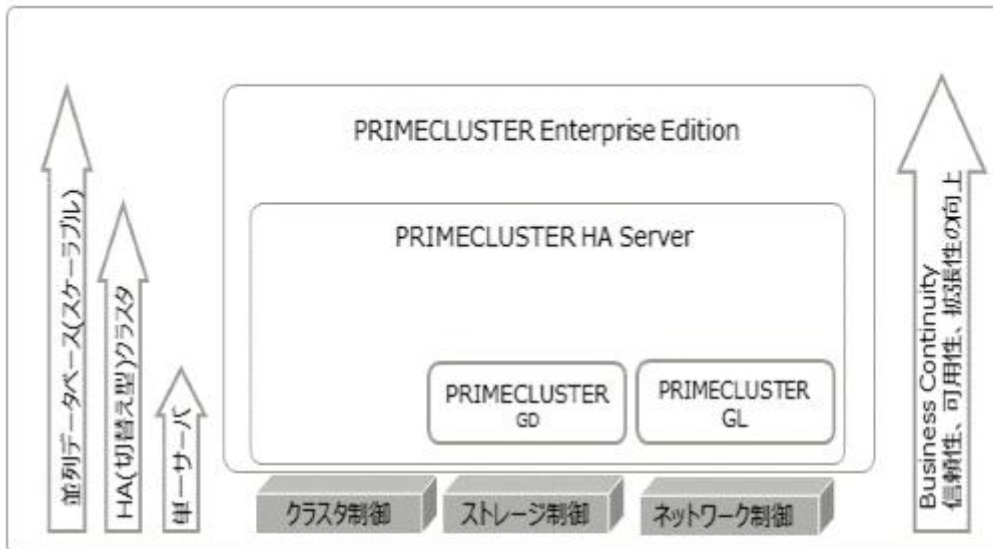 PRIMECLUSTER Enterprise Edition
PRIMECLUSTER HA Server
PRIMECLUSTER
GD
PRIMECLUSTER
GL
クラスタ制御
ストレージ制御
ネットワーク制御
並列データベース(スケーラブル)
HA(切替え型)クラスタ
単一サーバ
Business Continuity
信頼性、可用性、拡張性の向上